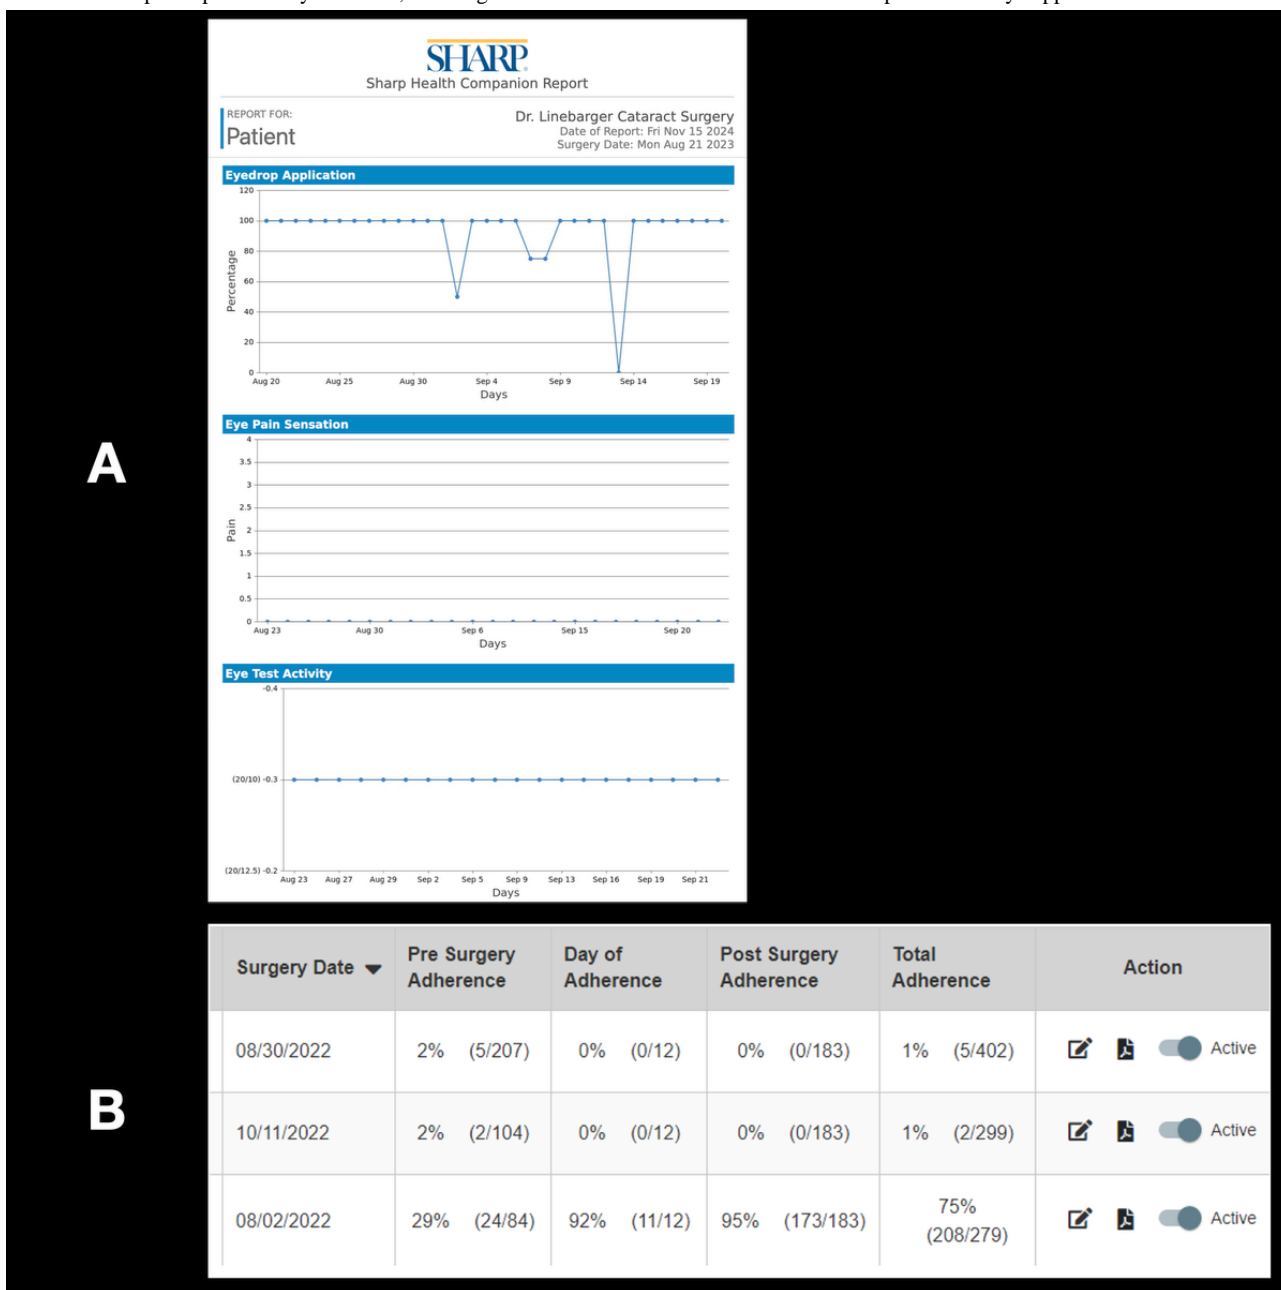 SHARP
Sharp Health Companion Report
REPORT FOR:
Patient
Dr. Linebarger Cataract Surgery
Date of Report: Fri Nov 15 2024
Surgery Date: Mon Aug 21 2023
Eyedrop Application
120
100
80
60
40
20
0
Percentage
Aug 20 Aug 25 Aug 30 Sep 4 Sep 9 Sep 14 Sep 19
Days
A
Eye Pain Sensation
4
3.5
3
2.5
2
1.5
1
0.5
0
Pain
Aug 23 Aug 30 Sep 6 Sep 15 Sep 20
Days
Eye Test Activity
-0.4
(20/10) -0.3
(20/12.5) -0.2
Aug 23 Aug 27 Aug 29 Sep 2 Sep 5 Sep 9 Sep 13 Sep 16 Sep 19 Sep 21
Days
B
Surgery Date Pre Surgery Adherence Day of Adherence Post Surgery Adherence Total Adherence Action
08/30/2022 2% (5/207) 0% (0/12) 0% (0/183) 1% (5/402) Active
10/11/2022 2% (2/104) 0% (0/12) 0% (0/183) 1% (2/299) Active
08/02/2022 29% (24/84) 92% (11/12) 95% (173/183) 75% (208/279) Active